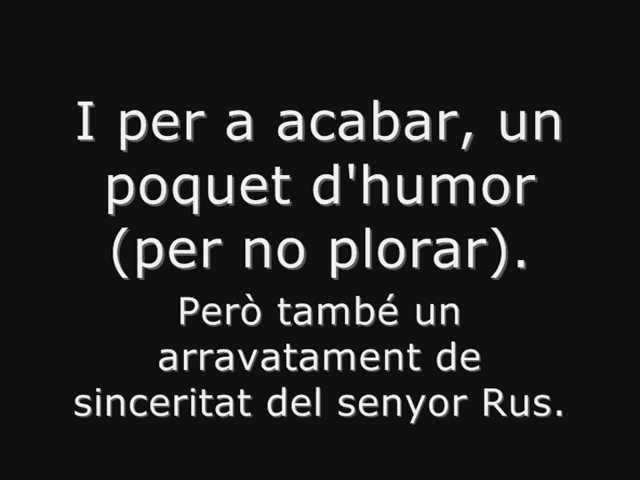 I per a acabar, un
poquet d'humor
(per no plorar).
Però també un
arravatament de
sinceritat del senyor Rus.